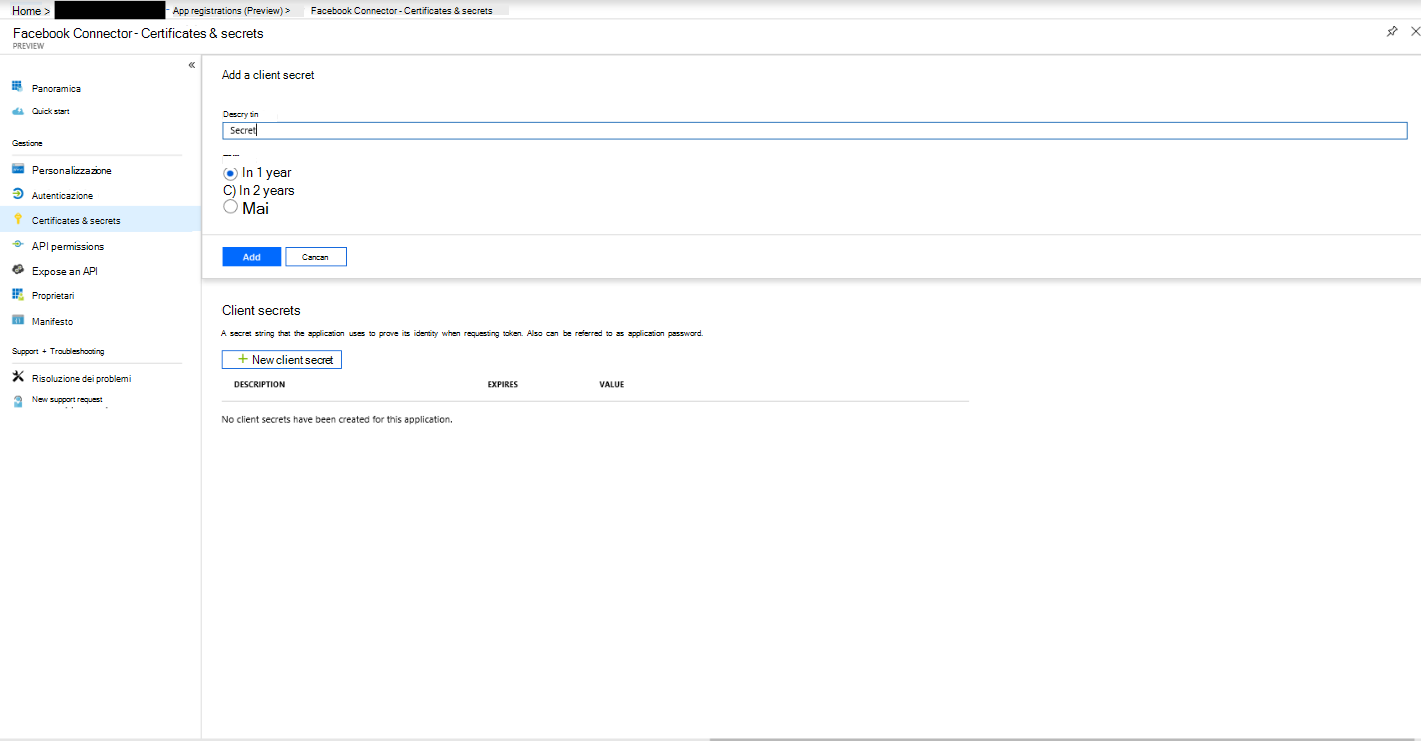 Home > App registrations (Preview) > Facebook Connector - Certificates & secrets
Facebook Connector - Certificates & secrets
PREVIEW
«
Panoramica
Quick start
Gestione
Personalizzazione
Autenticazione
Certificates & secrets
API permissions
Expose an API
Proprietari
Manifesto
Support + Troubleshooting
Risoluzione dei problemi
New support request
Add a client secret
Descry tin
Secret
In 1 year
C) In 2 years
Mai
Add
Cancan
Client secrets
A secret string that the application uses to prove its identity when requesting token. Also can be referred to as application password.
+ New client secret
DESCRIPTION EXPIRES VALUE
No client secrets have been created for this application.